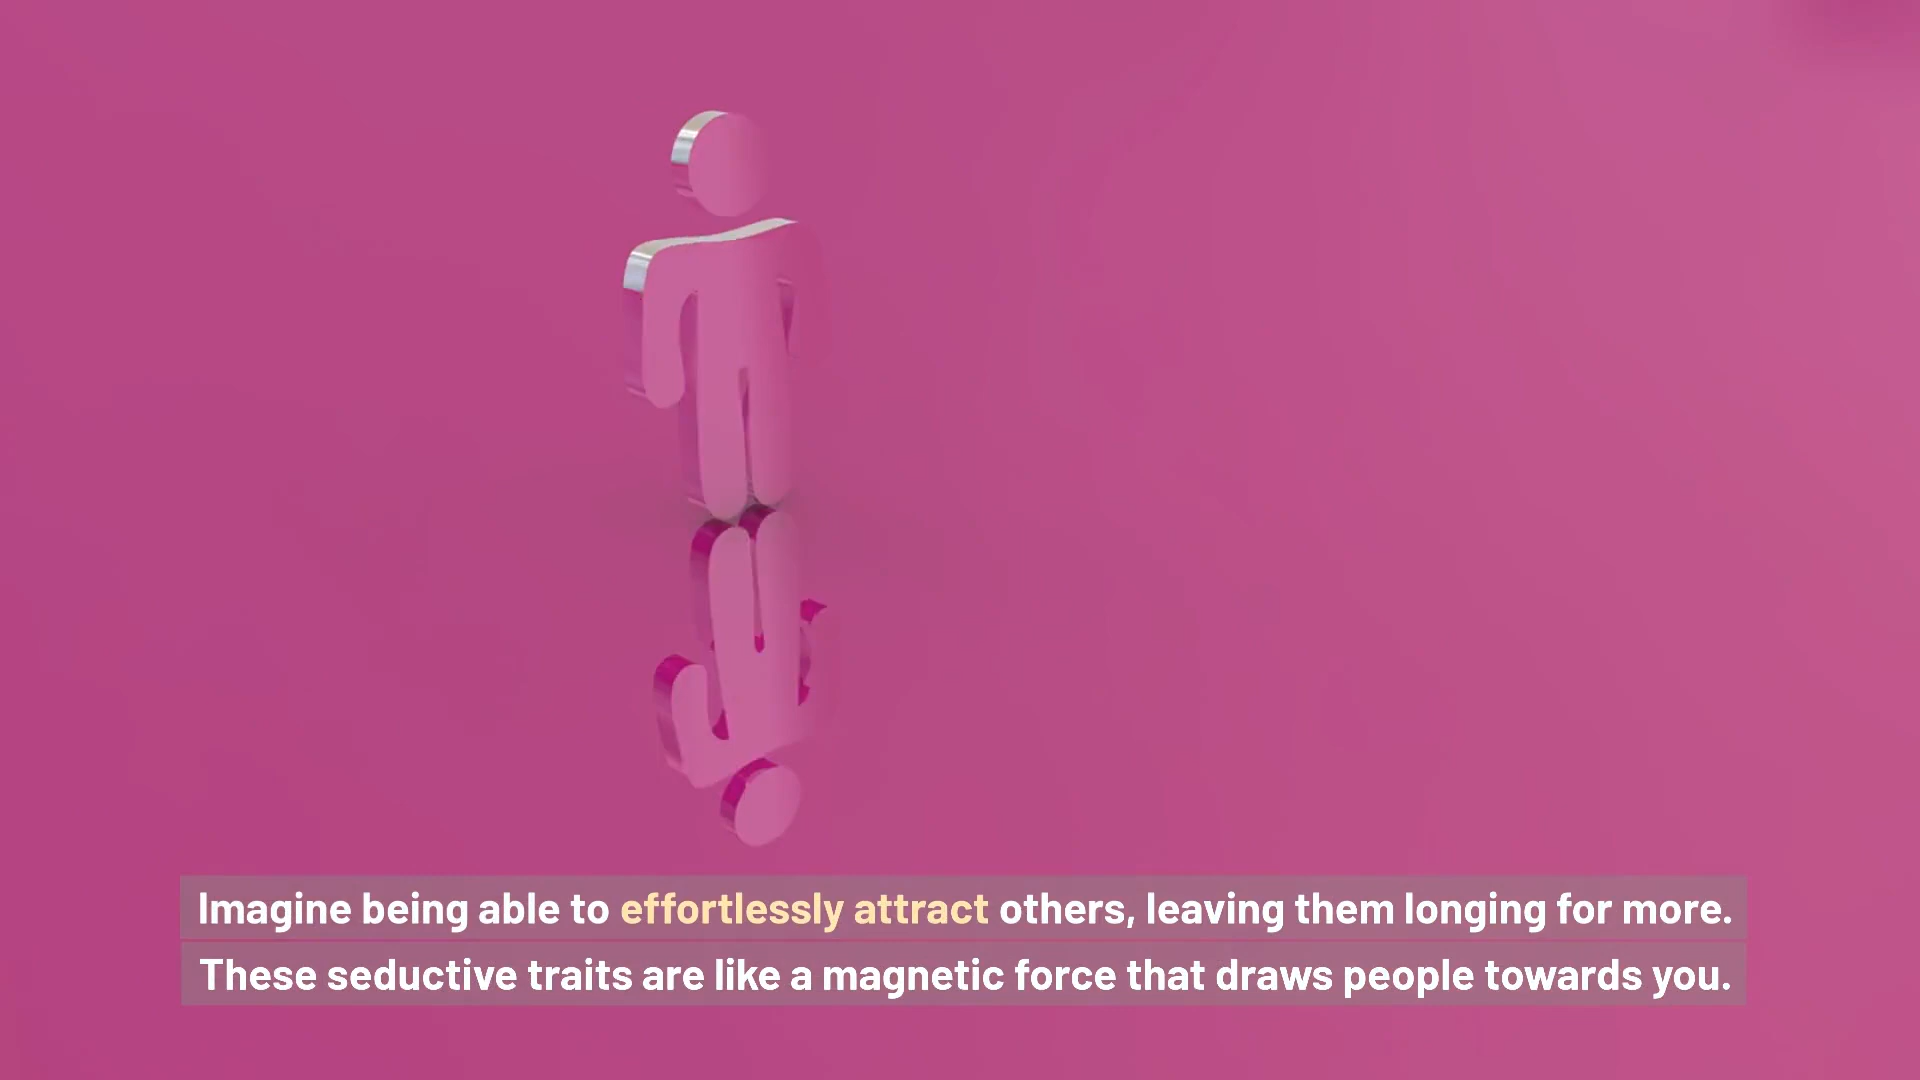 Imagine being able to effortlessly attract others, leaving them longing for more.
These seductive traits are like a magnetic force that draws people towards you.